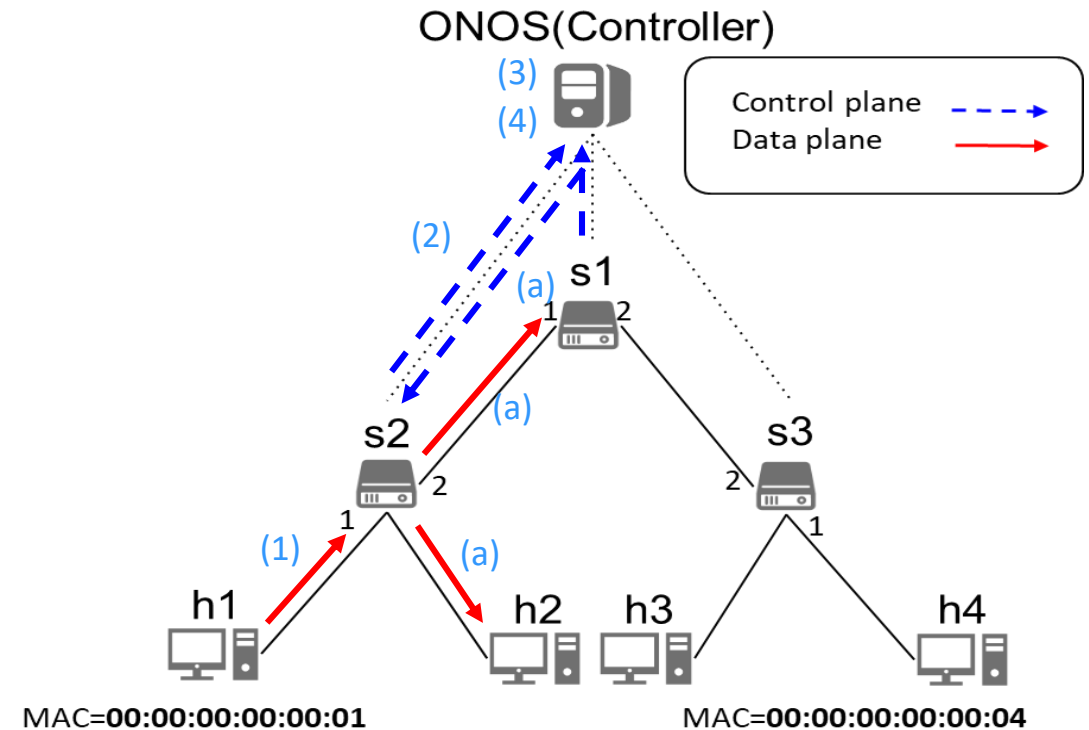 ONOS(Controller)
(3)
(4)
Control plane
Data plane
(2)
s1
(a)
1
2
(a)
s2
s3
2
2
1
1
(1)
(a)
h1
h2
h3
h4
MAC=00:00:00:00:00:01
MAC=00:00:00:00:00:04